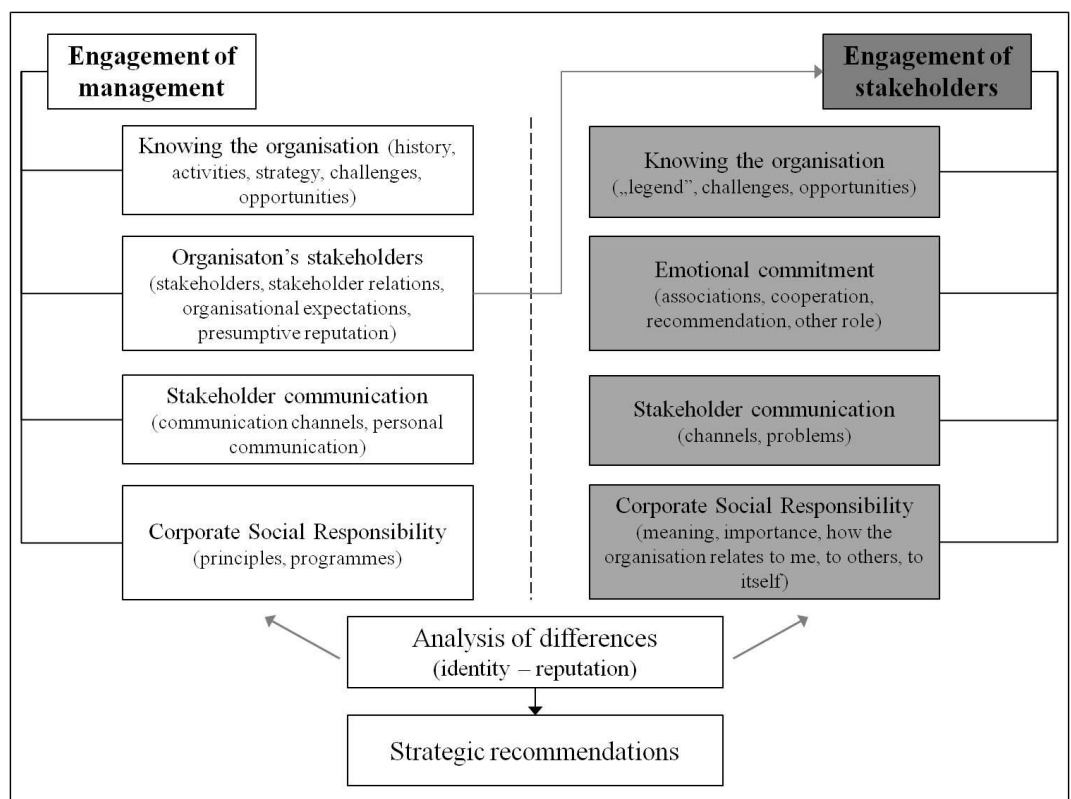 Engagement of
management
Knowing the organisation (history,
activities, strategy, challenges,
opportunities)
Organisaton’s stakeholders
(stakeholders, stakeholder relations,
organisational expectations,
presumptive reputation)
Stakeholder communication
(communication channels, personal
communication)
Corporate Social Responsibility
(principles, programmes)
Engagement of
stakeholders
Knowing the organisation
(„legend”, challenges, opportunities)
Emotional commitment
(associations, cooperation,
recommendation, other role)
Stakeholder communication
(channels, problems)
Corporate Social Responsibility
(meaning, importance, how the
organisation relates to me, to others, to
itself)
Analysis of differences
(identity – reputation)
Strategic recommendations